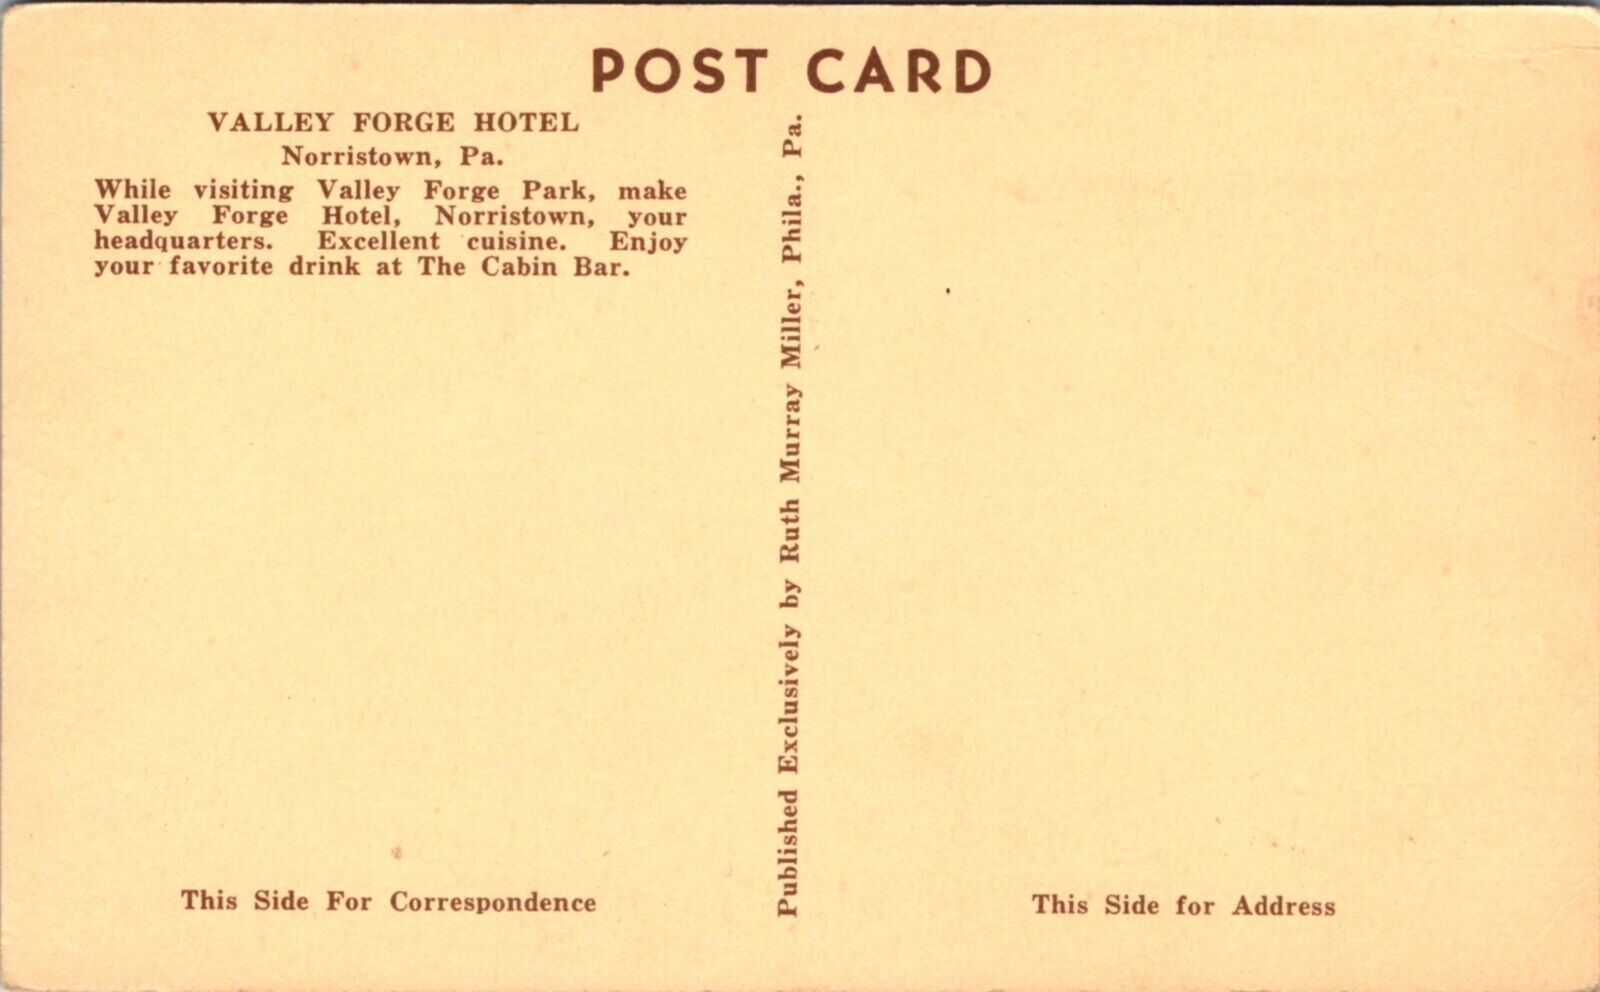 POST CARD
VALLEY FORGE HOTEL
Norristown, Pa.
While visiting Valley Forge Park, make
Valley Forge Hotel, Norristown, your
headquarters. Excellent cuisine. Enjoy
your favorite drink at The Cabin Bar.
Published Exclusively by Ruth Murray Miller, Phila., Pa.
This Side For Correspondence
This Side for Address